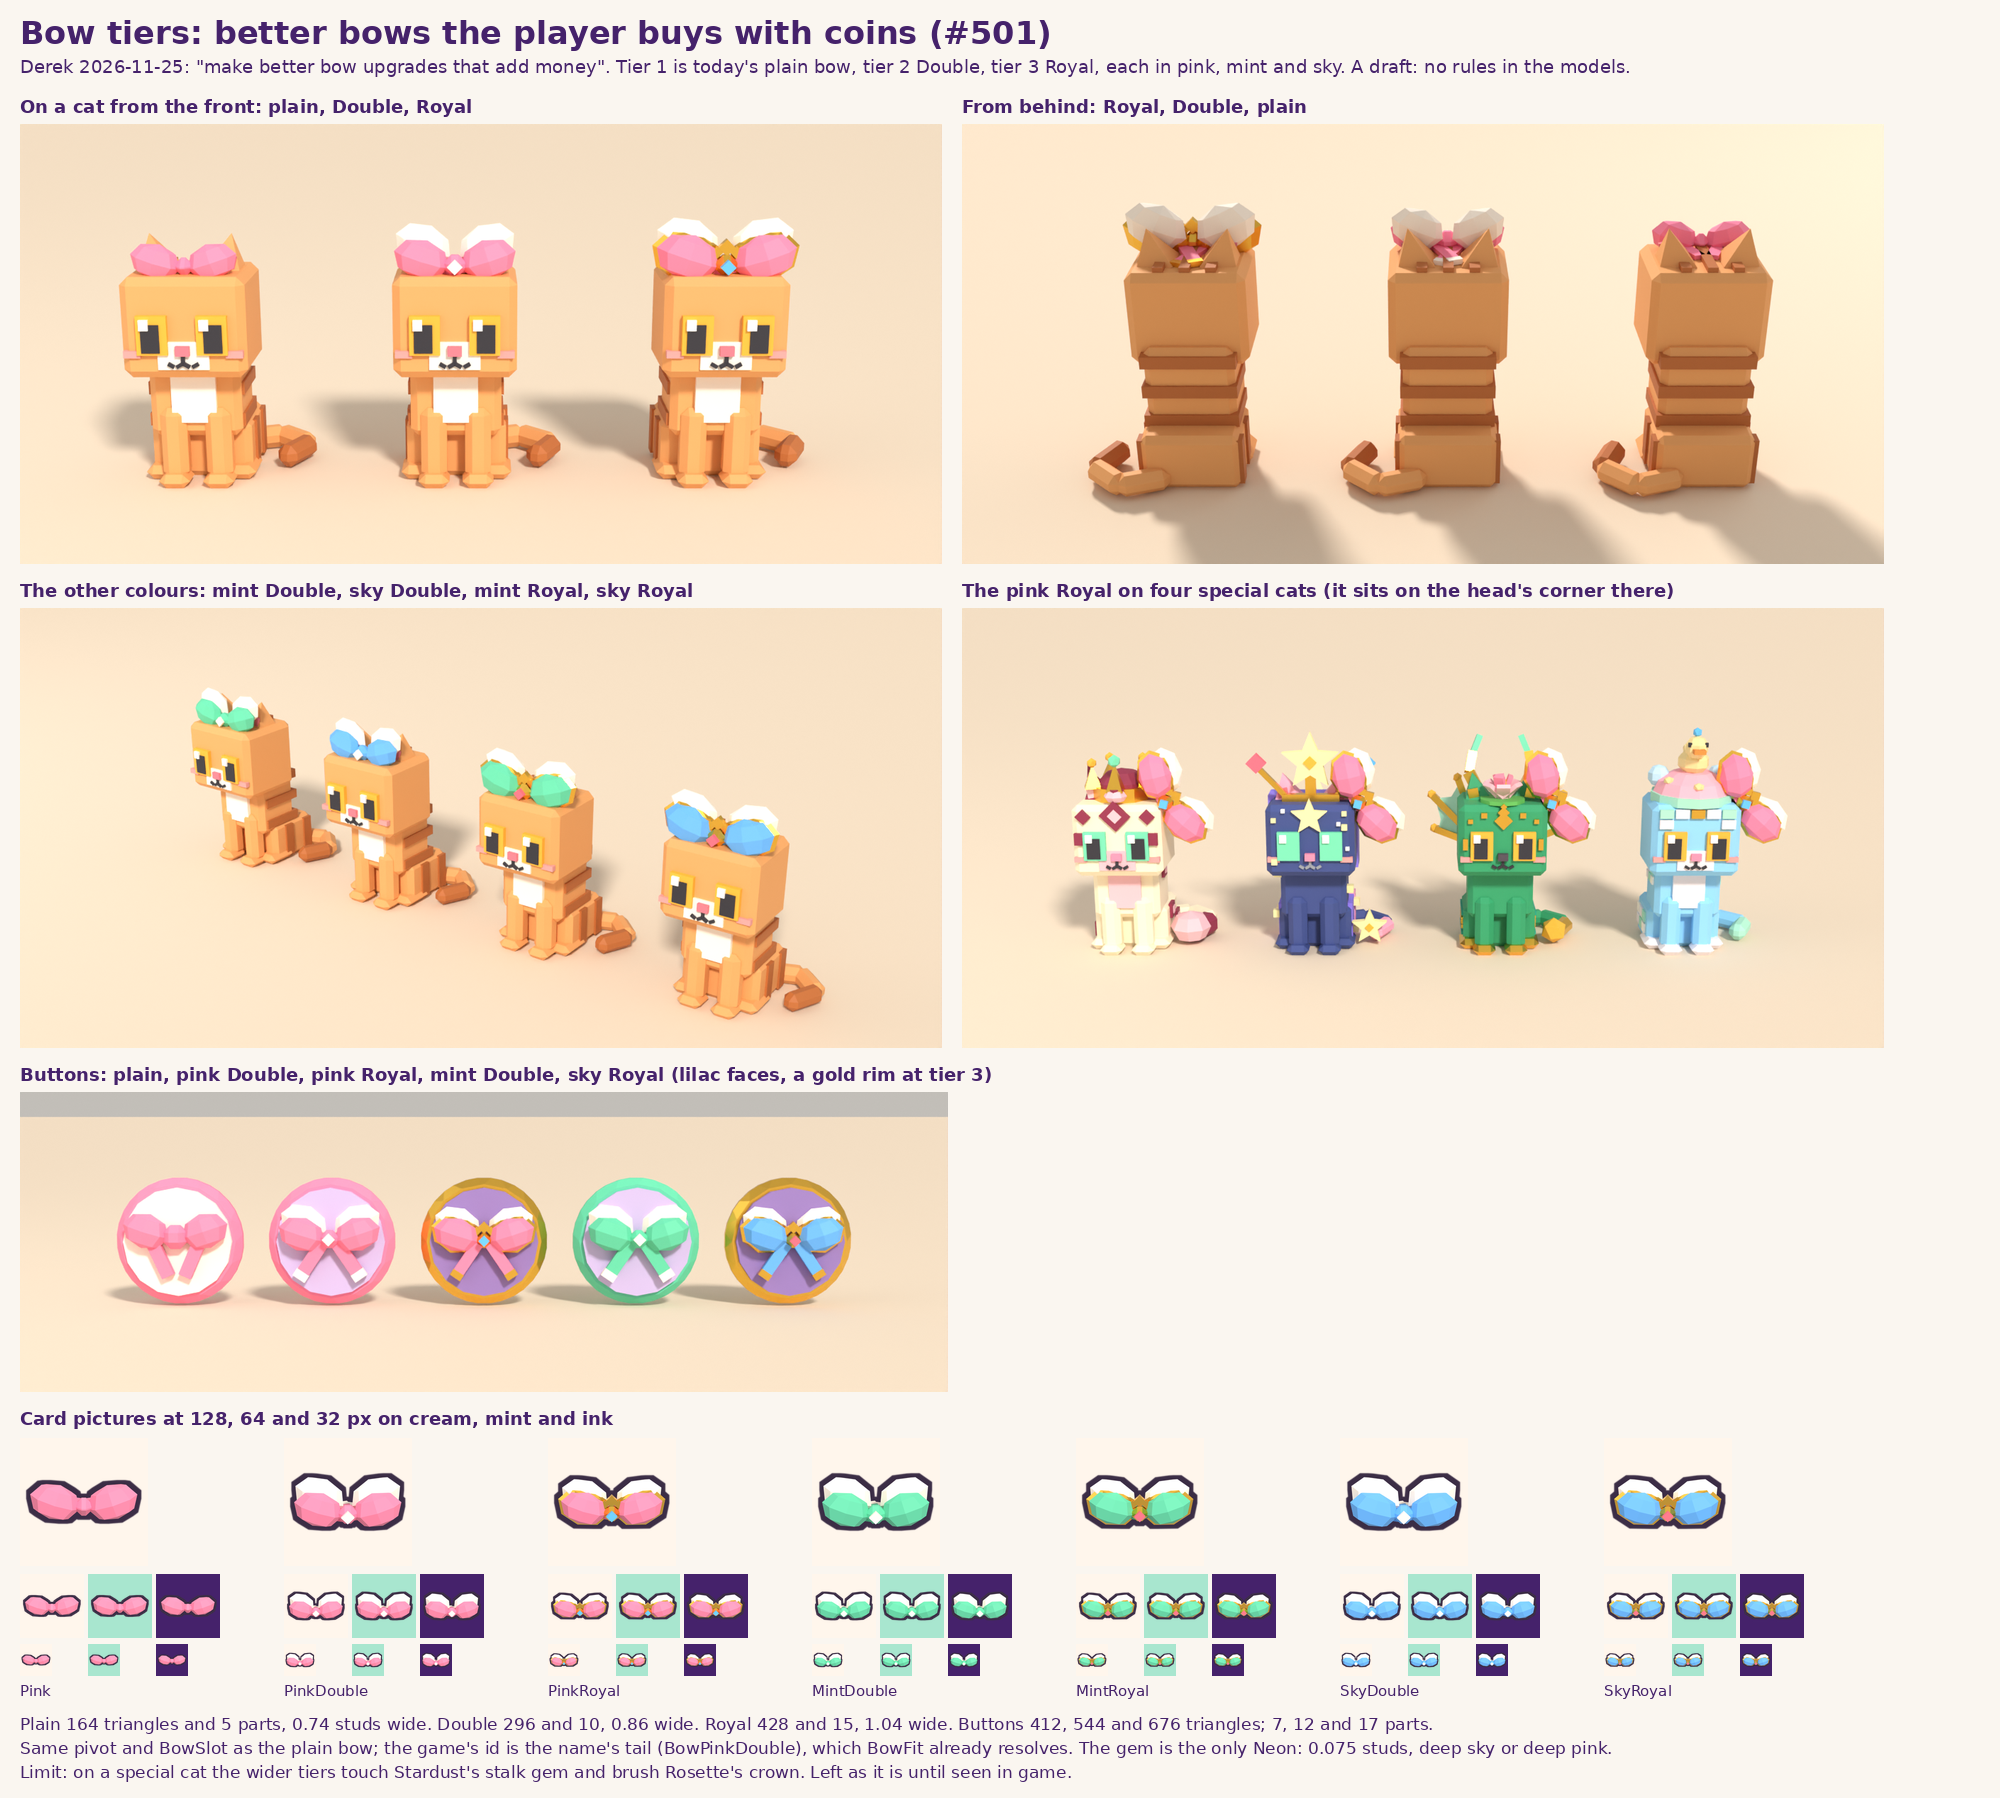 Bow tiers: better bows the player buys with coins (#501)
Derek 2026-11-25: "make better bow upgrades that add money". Tier 1 is today's plain bow, tier 2 Double, tier 3 Royal, each in pink, mint and sky. A draft: no rules in the models.
On a cat from the front: plain, Double, Royal
From behind: Royal, Double, plain
The other colours: mint Double, sky Double, mint Royal, sky Royal
The pink Royal on four special cats (it sits on the head's corner there)
Buttons: plain, pink Double, pink Royal, mint Double, sky Royal (lilac faces, a gold rim at tier 3)
Card pictures at 128, 64 and 32 px on cream, mint and ink
Pink
PinkDouble
PinkRoyal
MintDouble
MintRoyal
SkyDouble
SkyRoyal
Plain 164 triangles and 5 parts, 0.74 studs wide. Double 296 and 10, 0.86 wide. Royal 428 and 15, 1.04 wide. Buttons 412, 544 and 676 triangles; 7, 12 and 17 parts.
Same pivot and BowSlot as the plain bow; the game's id is the name's tail (BowPinkDouble), which BowFit already resolves. The gem is the only Neon: 0.075 studs, deep sky or deep pink.
Limit: on a special cat the wider tiers touch Stardust's stalk gem and brush Rosette's crown. Left as it is until seen in game.